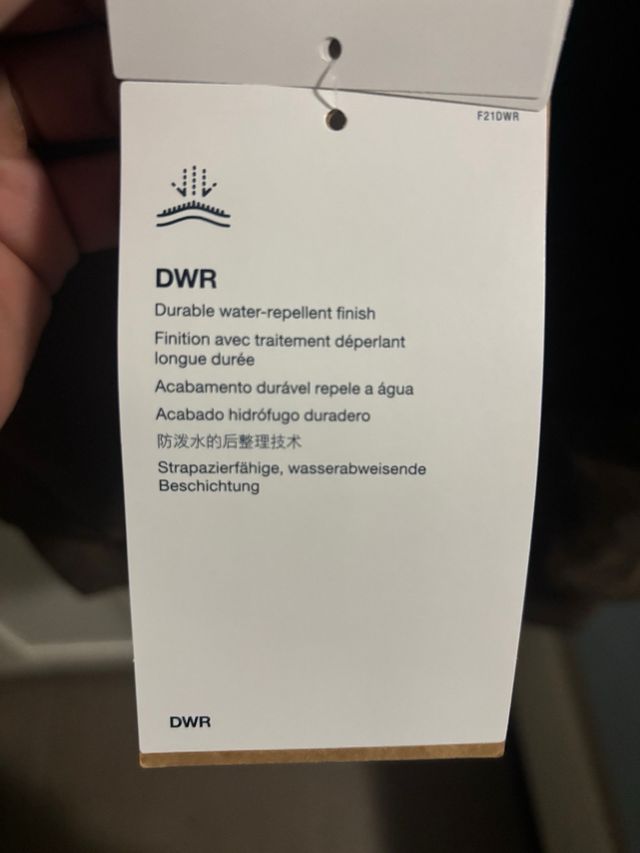 F21DWR
DWR
Durable water-repellent finish
Finition avec traitement déperlant
longue durée
Acabamento durável repele a água
Acabado hidrófugo duradero
防泼水的后整理技术
Strapazierfähige, wasserabweisende
Beschichtung
DWR